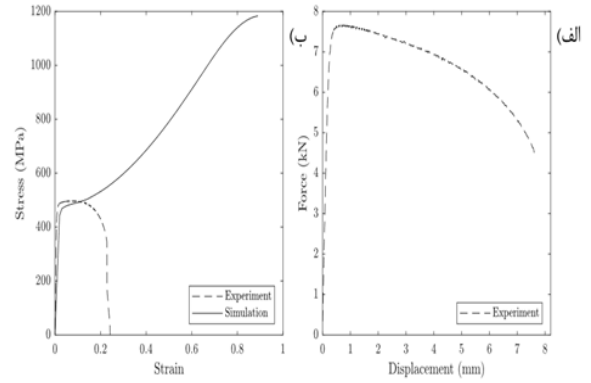 1200
1000
800
600
400
200
0
Stress (MPa)
0 0.2 0.4 0.6 0.8 1
Strain
Experiment
Simulation
ب)
8
7
6
5
4
3
2
1
0
Force (kN)
0 1 2 3 4 5 6 7 8
Displacement (mm)
Experiment
الف)